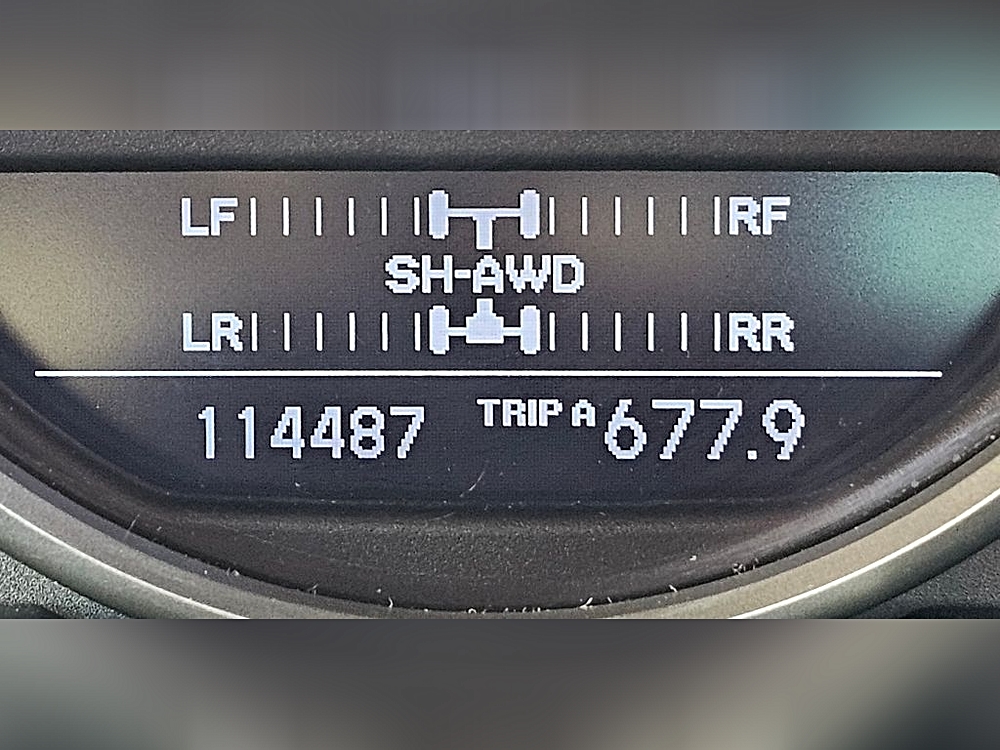 LF RF
SH-AWD
LR RR
114487 TRIP A 677.9